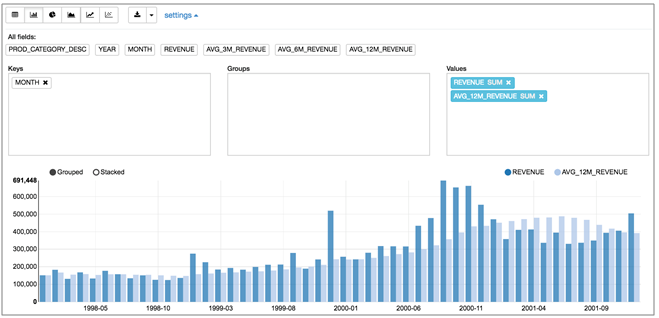 settings
All fields:
PROD_CATEGORY_DESC YEAR MONTH REVENUE AVG_3M_REVENUE AVG_6M_REVENUE AVG_12M_REVENUE
Keys Groups Values
MONTH ✖ REVENUE SUM ✖
AVG_12M_REVENUE SUM ✖
Grouped Stacked REVENUE AVG_12M_REVENUE
691,448
600,000
500,000
400,000
300,000
200,000
100,000
0
1998-05 1998-10 1999-03 1999-08 2000-01 2000-06 2000-11 2001-04 2001-09